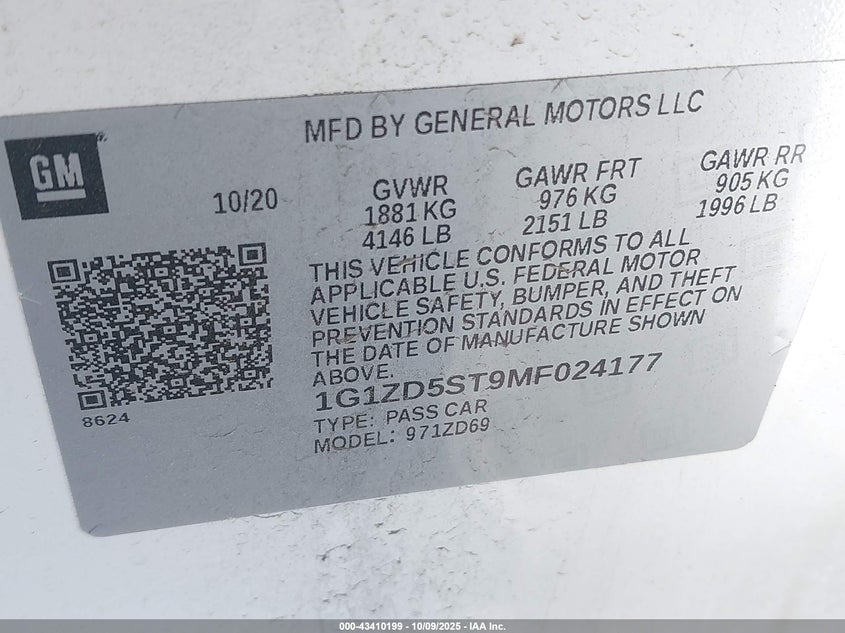 MFD BY GENERAL MOTORS LLC
GM
10/20
GVWR
1881 KG
4146 LB
GAWR FRT
976 KG
2151 LB
GAWR RR
905 KG
1996 LB
THIS VEHICLE CONFORMS TO ALL
APPLICABLE U.S. FEDERAL MOTOR
VEHICLE SAFETY, BUMPER, AND THEFT
PREVENTION STANDARDS IN EFFECT ON
THE DATE OF MANUFACTURE SHOWN
ABOVE.
1G1ZD5ST9MF024177
TYPE: PASS CAR
MODEL: 971ZD69
8624
000-43410199 - 10/09/2025 - IAA Inc.